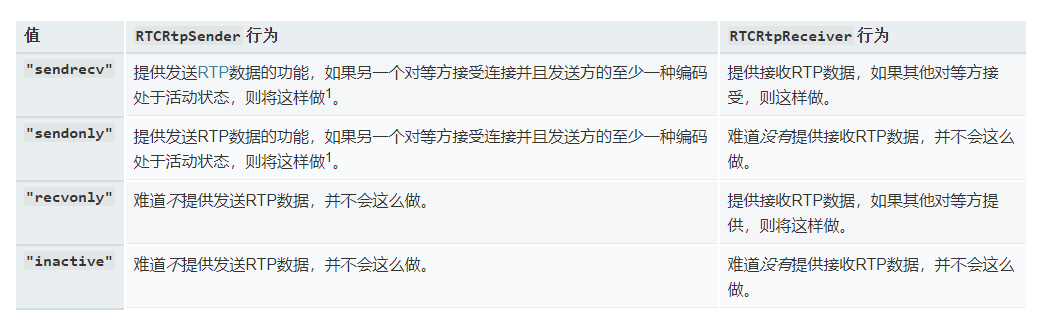 值 RTCRtpSender 行为 RTCRtpReceiver 行为
"sendrecv" 提供发送RTP数据的功能，如果另一个对等方接受连接并且发送方的至少一种编码 提供接收RTP数据，如果其他对等方接
处于活动状态，则将这样做1。 受，则这样做。
"sendonly" 提供发送RTP数据的功能，如果另一个对等方接受连接并且发送方的至少一种编码 难道没有提供接收RTP数据，并不会这么
处于活动状态，则将这样做1。 做。
"recvonly" 难道不提供发送RTP数据，并不会这么做。 提供接收RTP数据，如果其他对等方提
供，则将这样做。
"inactive" 难道不提供发送RTP数据，并不会这么做。 难道没有提供接收RTP数据，并不会这么
做。